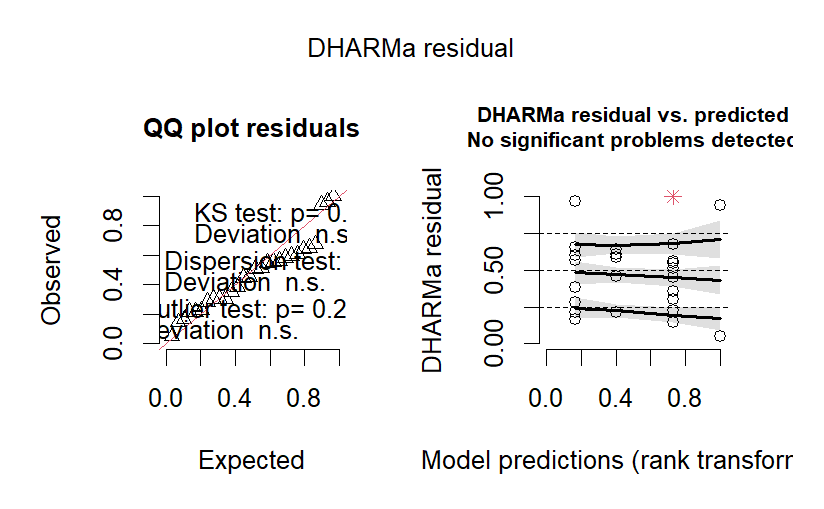 DHARMa residual
QQ plot residuals
KS test: p= 0.
Deviation n.s
Dispersion test:
Deviation n.s.
utlier test: p= 0.2
eviation n.s.
Observed
0.0 0.4 0.8
0.0 0.4 0.8
Expected
DHARMa residual vs. predicted
No significant problems detected
DHARMa residual
0.00 0.50 1.00
0.0 0.4 0.8
Model predictions (rank transforr